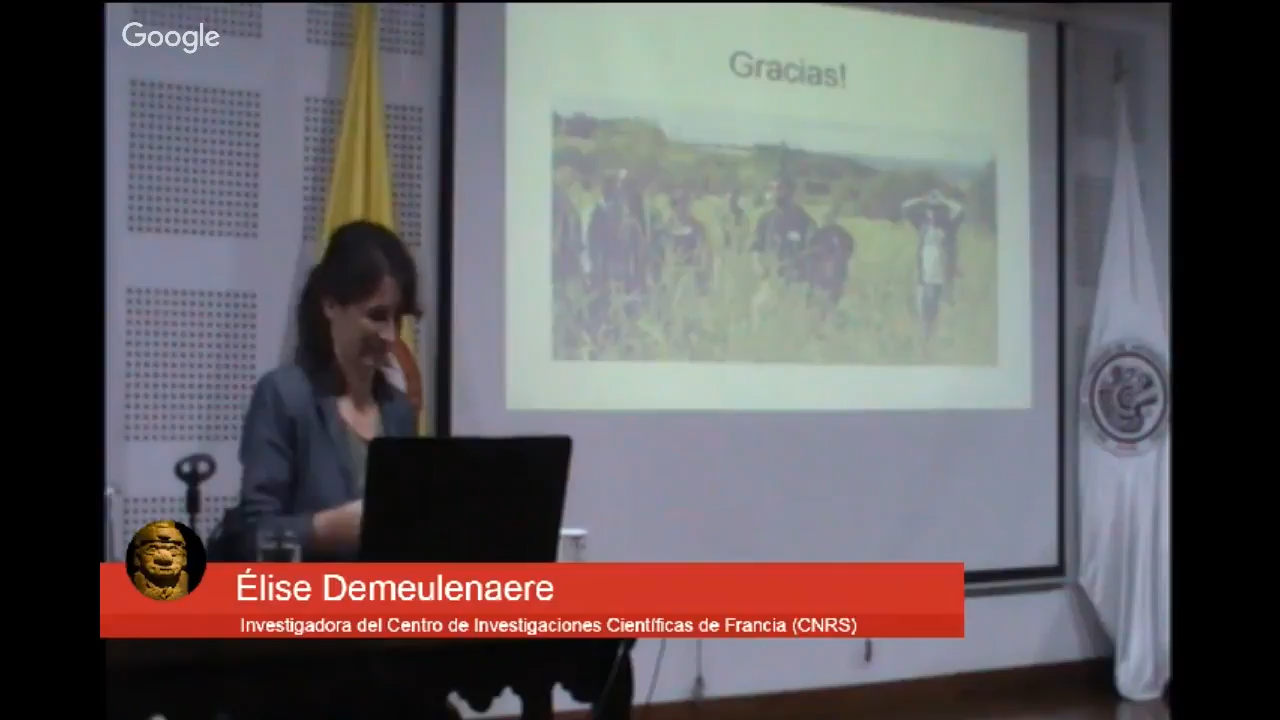 Google
Gracias!
Élise Demeulenaere
Investigadora del Centro de Investigaciones Científicas de Francia (CNRS)